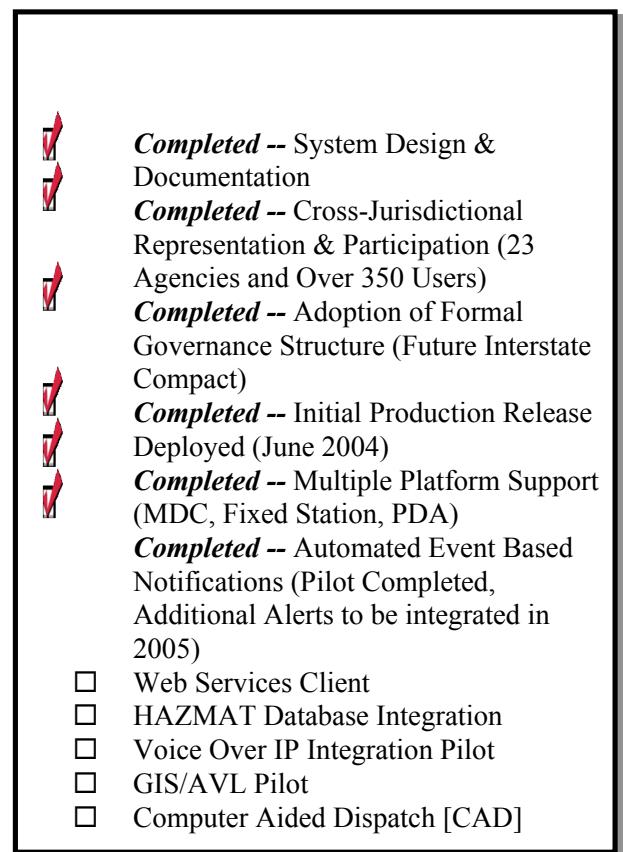 Completed -- System Design &
Documentation
Completed -- Cross-Jurisdictional
Representation & Participation (23
Agencies and Over 350 Users)
Completed -- Adoption of Formal
Governance Structure (Future Interstate
Compact)
Completed -- Initial Production Release
Deployed (June 2004)
Completed -- Multiple Platform Support
(MDC, Fixed Station, PDA)
Completed -- Automated Event Based
Notifications (Pilot Completed,
Additional Alerts to be integrated in
2005)
Web Services Client
HAZMAT Database Integration
Voice Over IP Integration Pilot
GIS/AVL Pilot
Computer Aided Dispatch [CAD]